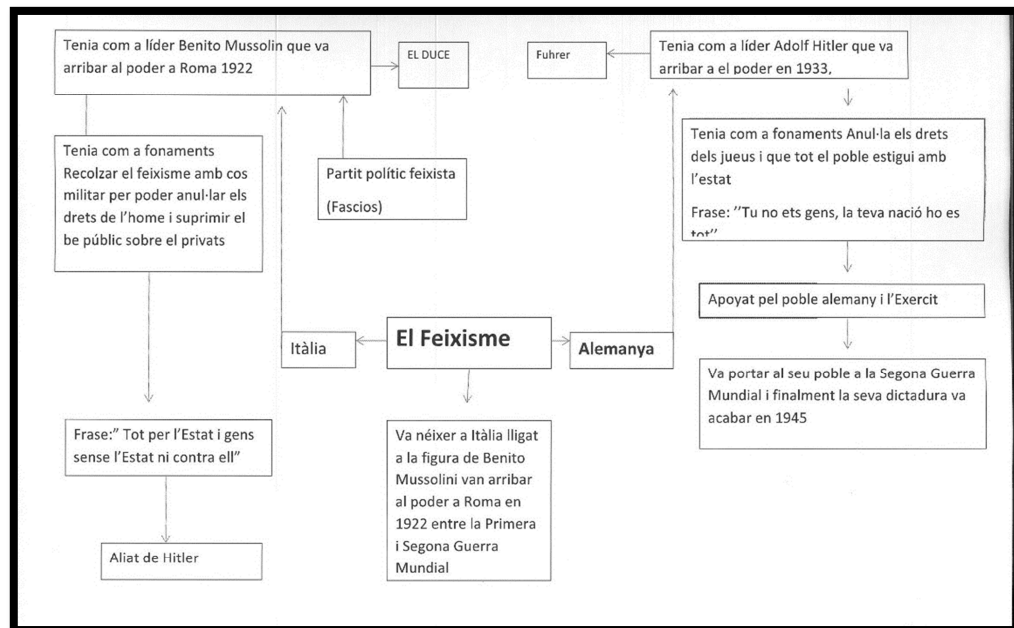 Tenia com a líder Benito Mussolin que va
arribar al poder a Roma 1922
EL DUCE
Fuhrer
Tenia com a líder Adolf Hitler que va
arribar a el poder en 1933,
Tenia com a fonaments
Recolzar el feixisme amb cos
militar per poder anul·lar els
drets de l’home i suprimir el
be públic sobre el privats
Partit polític feixista
(Fascios)
Tenia com a fonaments Anul·la els drets
dels jueus i que tot el poble estigui amb
l’estat
Frase: ’’Tu no ets gens, la teva nació ho es
tot’’
Apoyat pel poble alemany i l’Exercit
Itàlia
El Feixisme
Alemanya
Va portar al seu poble a la Segona Guerra
Mundial i finalment la seva dictadura va
acabar en 1945
Frase:” Tot per l’Estat i gens
sense l’Estat ni contra ell”
Aliat de Hitler
Va néixer a Itàlia lligat
a la figura de Benito
Mussolini van arribar
al poder a Roma en
1922 entre la Primera
i Segona Guerra
Mundial